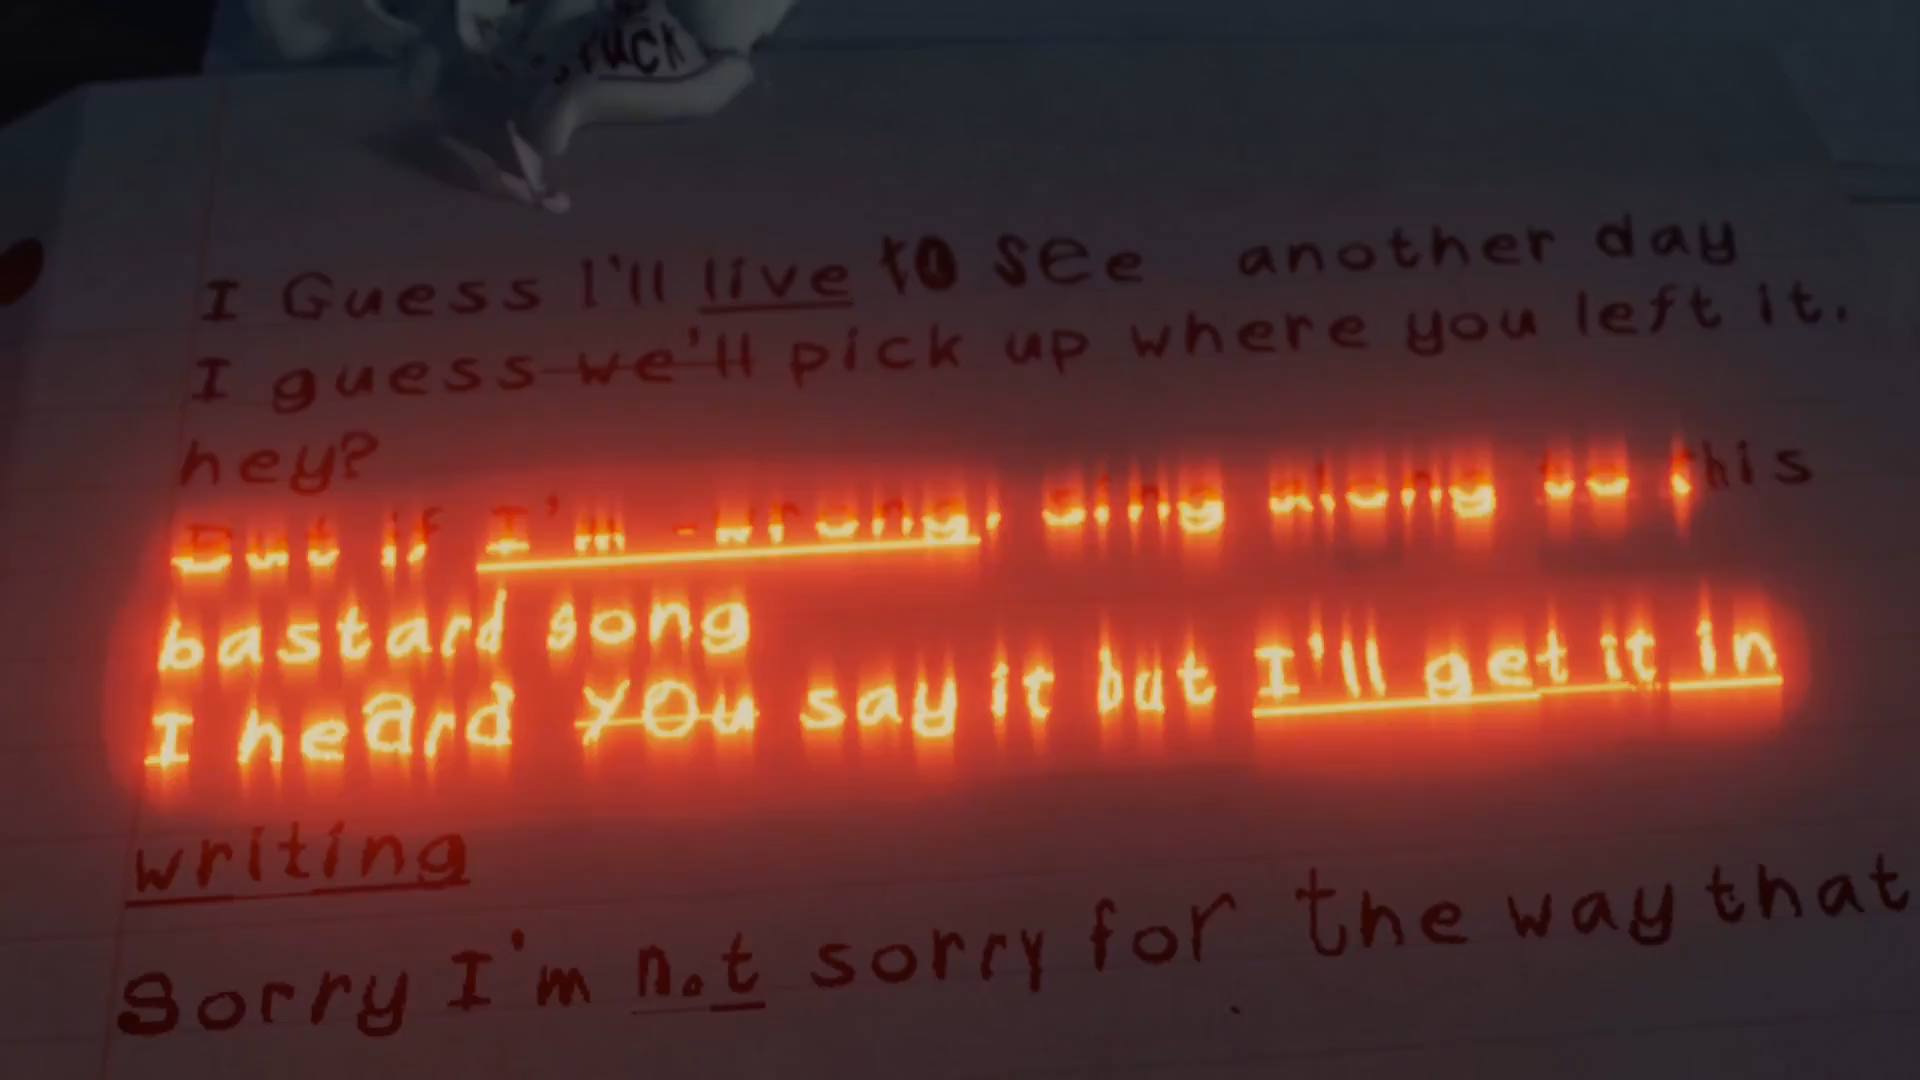 FUCK
I Guess I'll live to see another day
I guess we'll pick up where you left it.
hey?
But if I'm - wrong, sing along to this
bastard song
I heard you say it but I'll get it in
writing
Sorry I'm n.t sorry for the way that